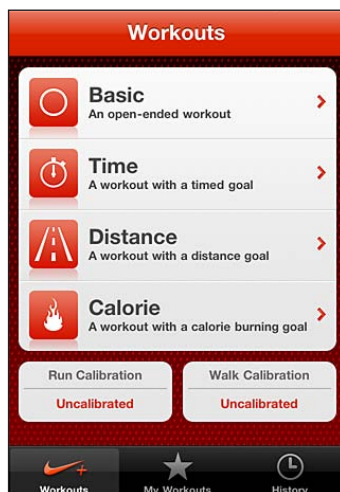 Workouts
Basic
An open-ended workout
Time
A workout with a timed goal
Distance
A workout with a distance goal
Calorie
A workout with a calorie burning goal
Run Calibration
Uncalibrated
Walk Calibration
Uncalibrated
Workouts
My Workouts
History